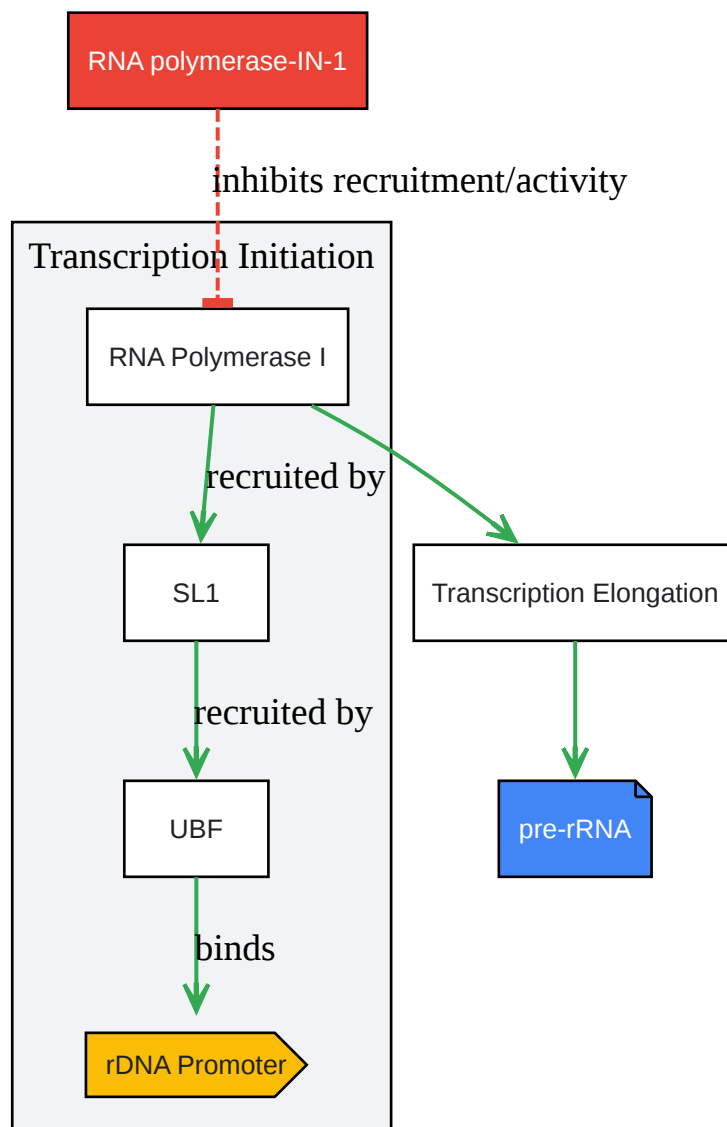 RNA polymerase-IN-1
inhibits recruitment/activity
Transcription Initiation
RNA Polymerase I
recruited by
SL1
Transcription Elongation
recruited by
UBF
pre-rRNA
binds
rDNA Promoter